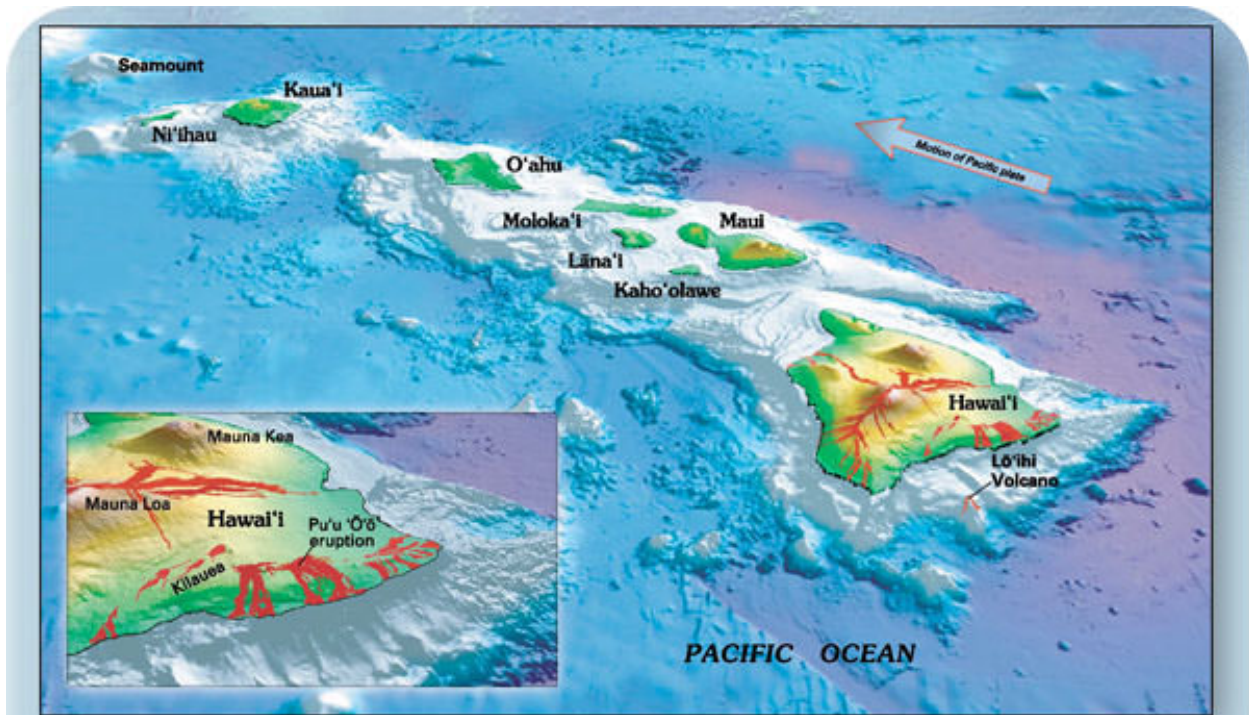 Seamount
Kaua‘i
Ni‘ihau
O‘ahu
Motion of Pacific plate
Moloka‘i
Maui
Lāna‘i
Kaho‘olawe
Hawai‘i
Lō‘ihi
Volcano
Mauna Kea
Mauna Loa
Hawai‘i
Pu‘u ‘Ō‘ō
eruption
Kilauea
PACIFIC OCEAN